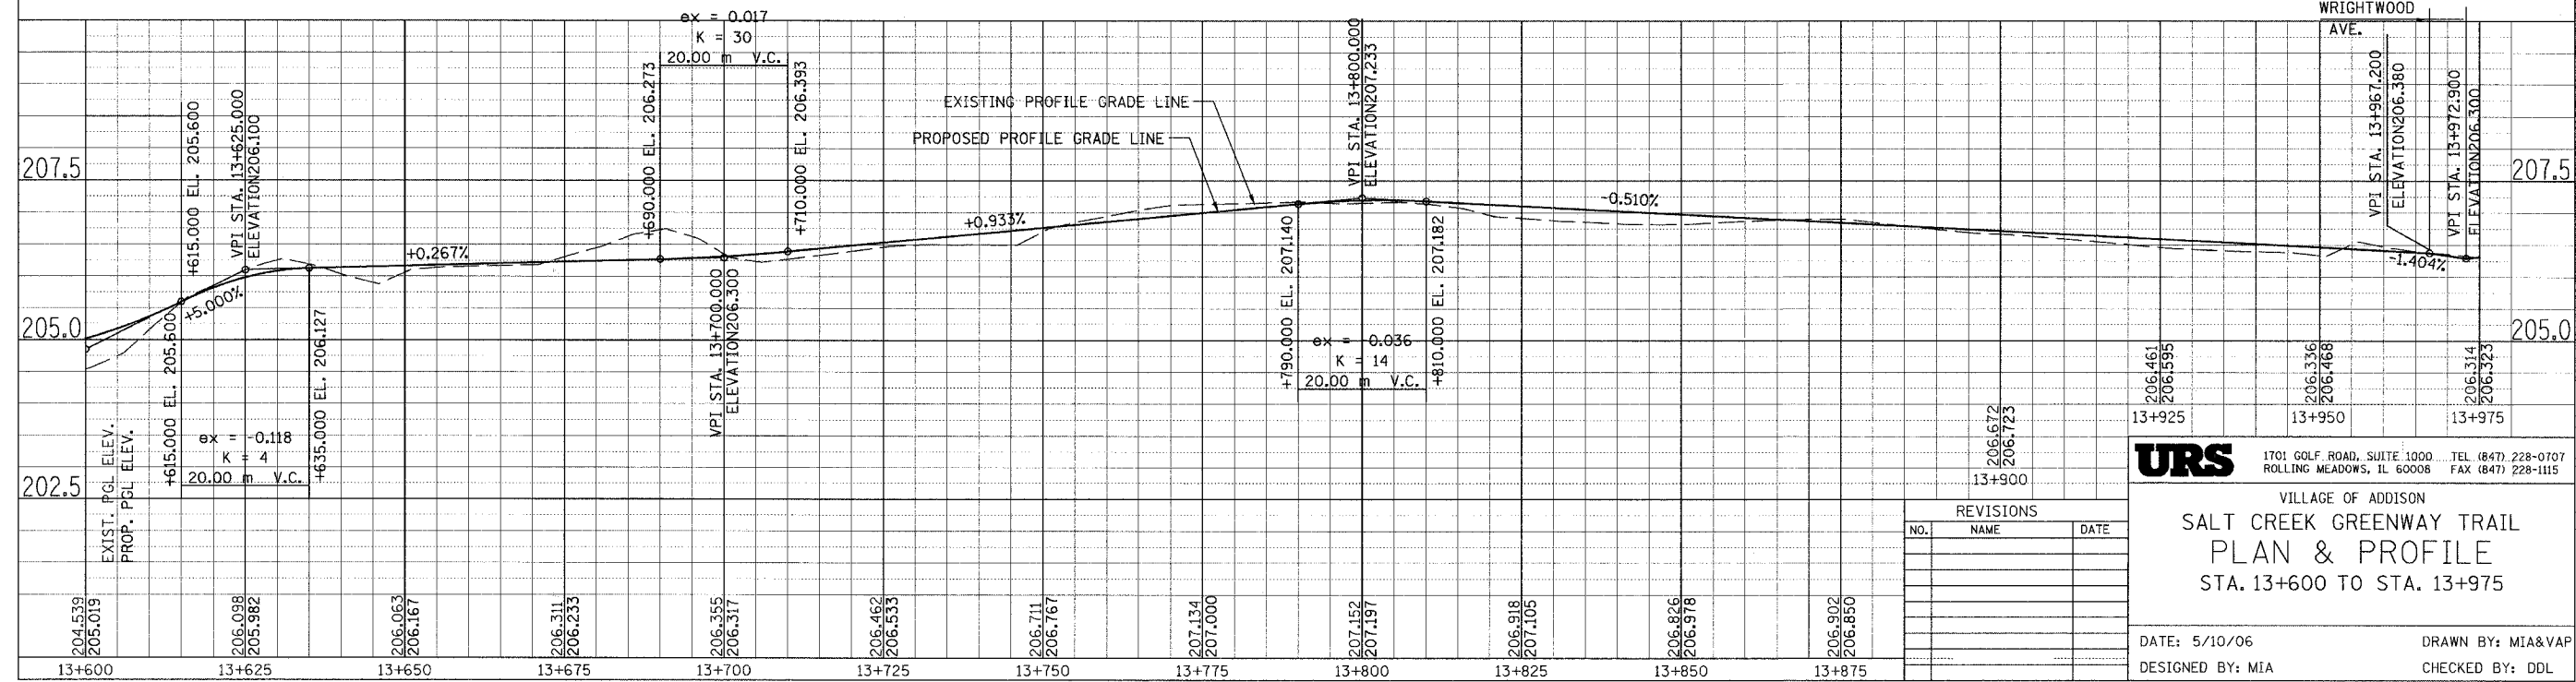 WRIGHTWOOD
AVE.
ex = 0.017
K = 30
20.00 m V.C.
+615.000 EL. 205.600
VPI STA. 13+625.000
ELEVATION206.100
+690.000 EL. 206.273
+710.000 EL. 206.393
EXISTING PROFILE GRADE LINE
PROPOSED PROFILE GRADE LINE
VPI STA. 13+800.000
ELEVATION207.233
VPI STA. 13+967.200
ELEVATION206.380
VPI STA. 13+972.900
ELEVATION206.300
207.5
207.5
+5.000%
+0.267%
+0.933%
-0.510%
-1.404%
205.0
205.0
+615.000 EL. 205.600
+635.000 EL. 206.127
ex = -0.118
K = 4
20.00 m V.C.
VPI STA. 13+700.000
ELEVATION206.300
+790.000 EL. 207.140
+810.000 EL. 207.182
ex = -0.036
K = 14
20.00 m V.C.
202.5
EXIST. PGL ELEV.
PROP. PGL ELEV.
204.539
205.019
206.098
205.982
206.063
206.167
206.311
206.233
206.355
206.317
206.462
206.533
206.711
206.767
207.134
207.000
207.152
207.197
206.918
207.105
206.826
206.978
206.902
206.850
206.672
206.723
206.461
206.595
206.336
206.468
206.314
206.323
13+600
13+625
13+650
13+675
13+700
13+725
13+750
13+775
13+800
13+825
13+850
13+875
13+900
13+925
13+950
13+975
URS
1701 GOLF ROAD, SUITE 1000 TEL (847) 228-0707
ROLLING MEADOWS, IL 60008 FAX (847) 228-1115
VILLAGE OF ADDISON
SALT CREEK GREENWAY TRAIL
PLAN & PROFILE
STA. 13+600 TO STA. 13+975
REVISIONS
NO. NAME DATE
DATE: 5/10/06 DRAWN BY: MIA&VAP
DESIGNED BY: MIA CHECKED BY: DDL